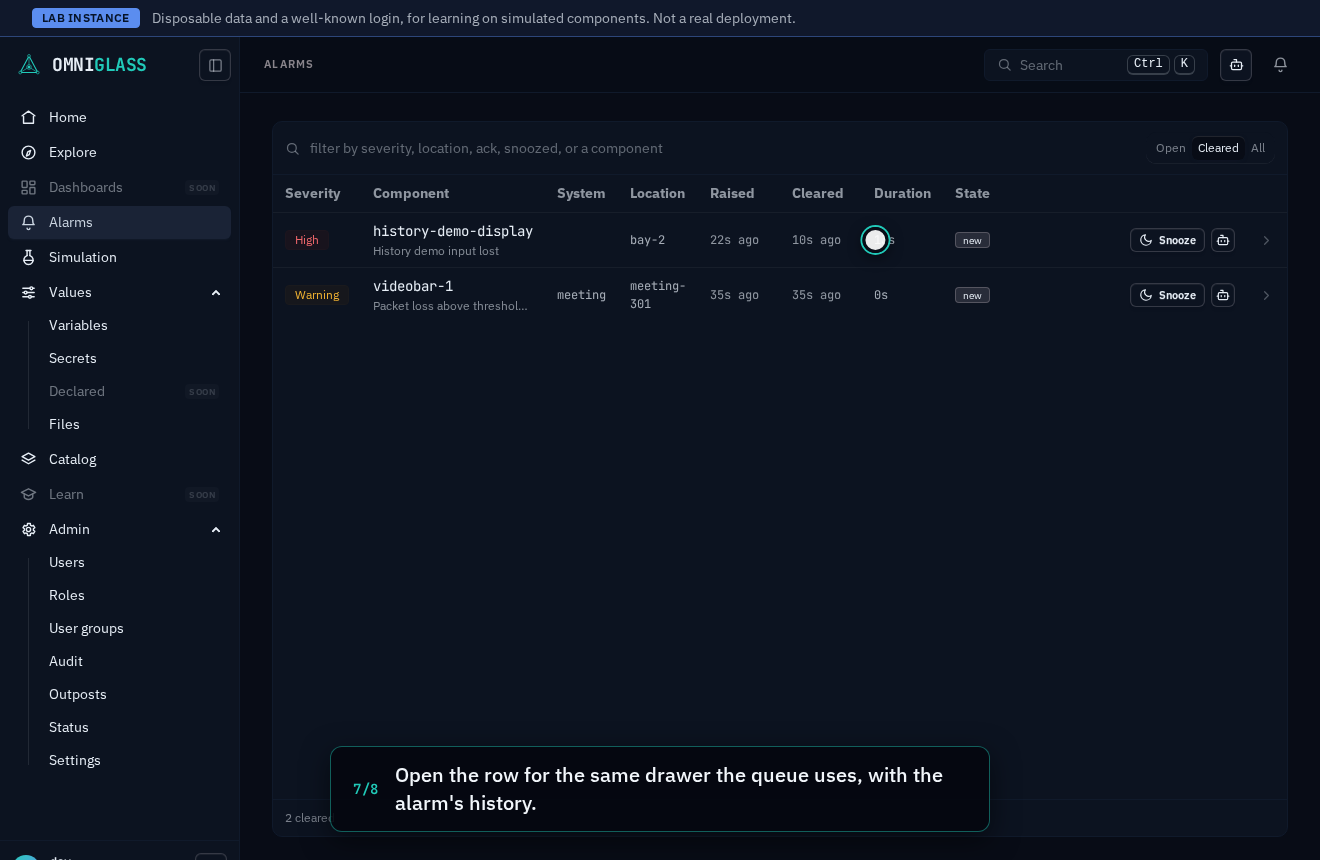 LAB INSTANCE Disposable data and a well-known login, for learning on simulated components. Not a real deployment.
OMNIGLASS
ALARMS
Search Ctrl K
Home
Explore
Dashboards SOON
Alarms
Simulation
Values
Variables
Secrets
Declared SOON
Files
Catalog
Learn SOON
Admin
Users
Roles
User groups
Audit
Outposts
Status
Settings
filter by severity, location, ack, snoozed, or a component
Open Cleared All
Severity Component System Location Raised Cleared Duration State
High history-demo-display bay-2 22s ago 10s ago s new Snooze
History demo input lost
Warning videobar-1 meeting meeting-301 35s ago 35s ago 0s new Snooze
Packet loss above threshol…
2 cleared
7/8 Open the row for the same drawer the queue uses, with the
alarm's history.